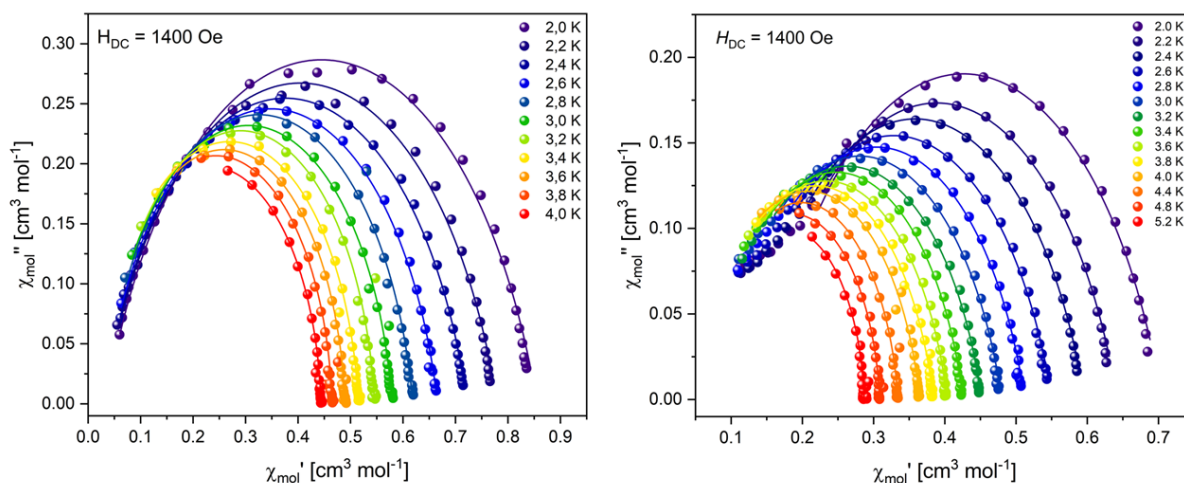 H_DC = 1400 Oe
2,0 K
2,2 K
2,4 K
2,6 K
2,8 K
3,0 K
3,2 K
3,4 K
3,6 K
3,8 K
4,0 K
0.30
0.25
0.20
0.15
0.10
0.05
0.00
χmol'' [cm³ mol⁻¹]
0.0 0.1 0.2 0.3 0.4 0.5 0.6 0.7 0.8 0.9
χmol' [cm³ mol⁻¹]
H_DC = 1400 Oe
2.0 K
2.2 K
2.4 K
2.6 K
2.8 K
3.0 K
3.2 K
3.4 K
3.6 K
3.8 K
4.0 K
4.4 K
4.8 K
5.2 K
0.20
0.15
0.10
0.05
0.00
χmol'' [cm³ mol⁻¹]
0.1 0.2 0.3 0.4 0.5 0.6 0.7
χmol' [cm³ mol⁻¹]